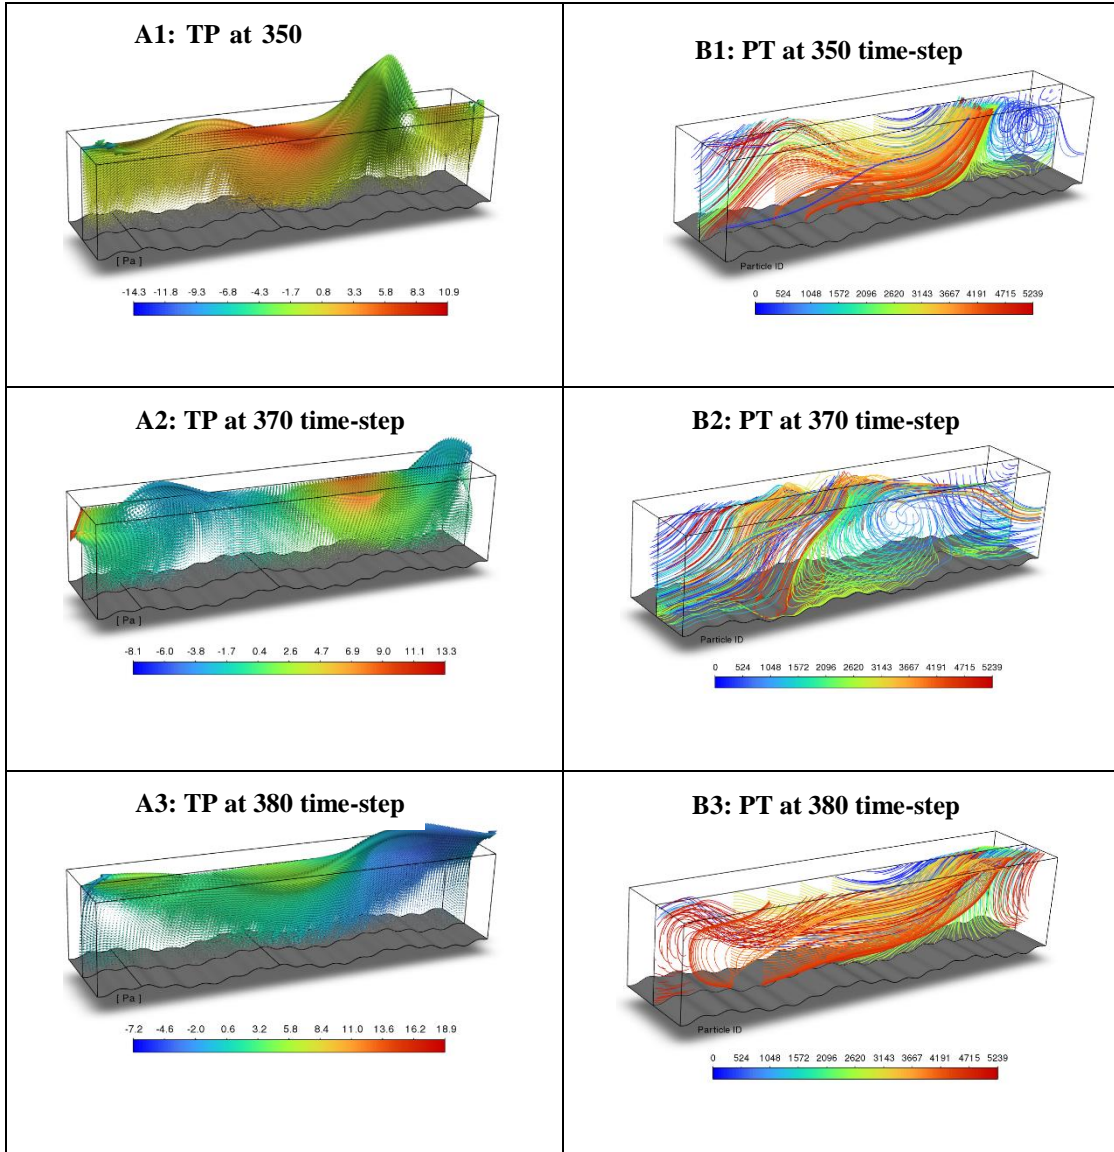 A1: TP at 350
[ Pa ]
-14.3 -11.8 -9.3 -6.8 -4.3 -1.7 0.8 3.3 5.8 8.3 10.9
B1: PT at 350 time-step
Particle ID
0 524 1048 1572 2096 2620 3143 3667 4191 4715 5239
A2: TP at 370 time-step
[ Pa ]
-8.1 -6.0 -3.8 -1.7 0.4 2.6 4.7 6.9 9.0 11.1 13.3
B2: PT at 370 time-step
Particle ID
0 524 1048 1572 2096 2620 3143 3667 4191 4715 5239
A3: TP at 380 time-step
[ Pa ]
-7.2 -4.6 -2.0 0.6 3.2 5.8 8.4 11.0 13.6 16.2 18.9
B3: PT at 380 time-step
Particle ID
0 524 1048 1572 2096 2620 3143 3667 4191 4715 5239